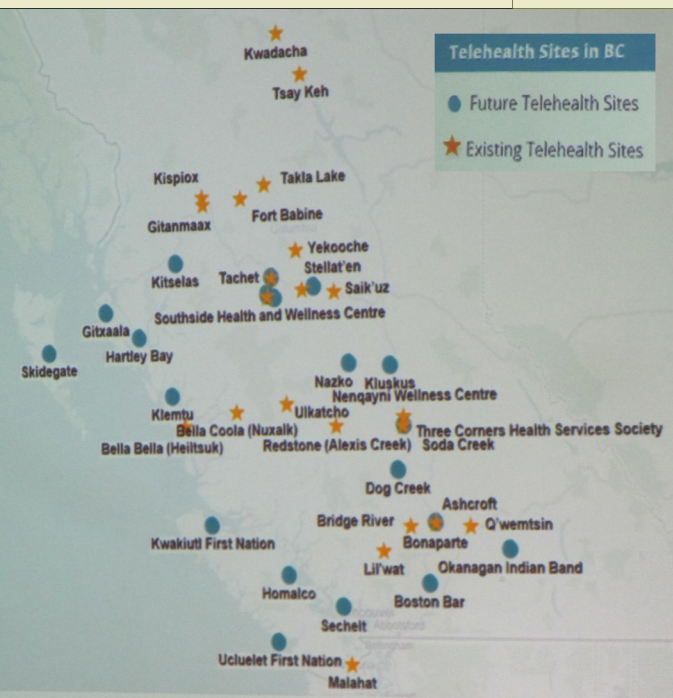 Kwadacha
Telehealth Sites in BC
Tsay Keh
Future Telehealth Sites
Existing Telehealth Sites
Kispiox
Takla Lake
Gitanmaax
Fort Babine
Yekooche
Stellat'en
Kitselas
Tachet
Saik'uz
Southside Health and Wellness Centre
Gitxaala
Hartley Bay
Skidegate
Nazko
Kluskus
Nenqayni Wellness Centre
Klemtu
Ulkatcho
Bella Coola (Nuxalk)
Three Corners Health Services Society
Bella Bella (Heiltsuk)
Redstone (Alexis Creek)
Soda Creek
Dog Creek
Ashcroft
Bridge River
Q'wemtsin
Kwakiutl First Nation
Bonaparte
Lil'wat
Okanagan Indian Band
Homalco
Boston Bar
Sechelt
Ucluelet First Nation
Malahat